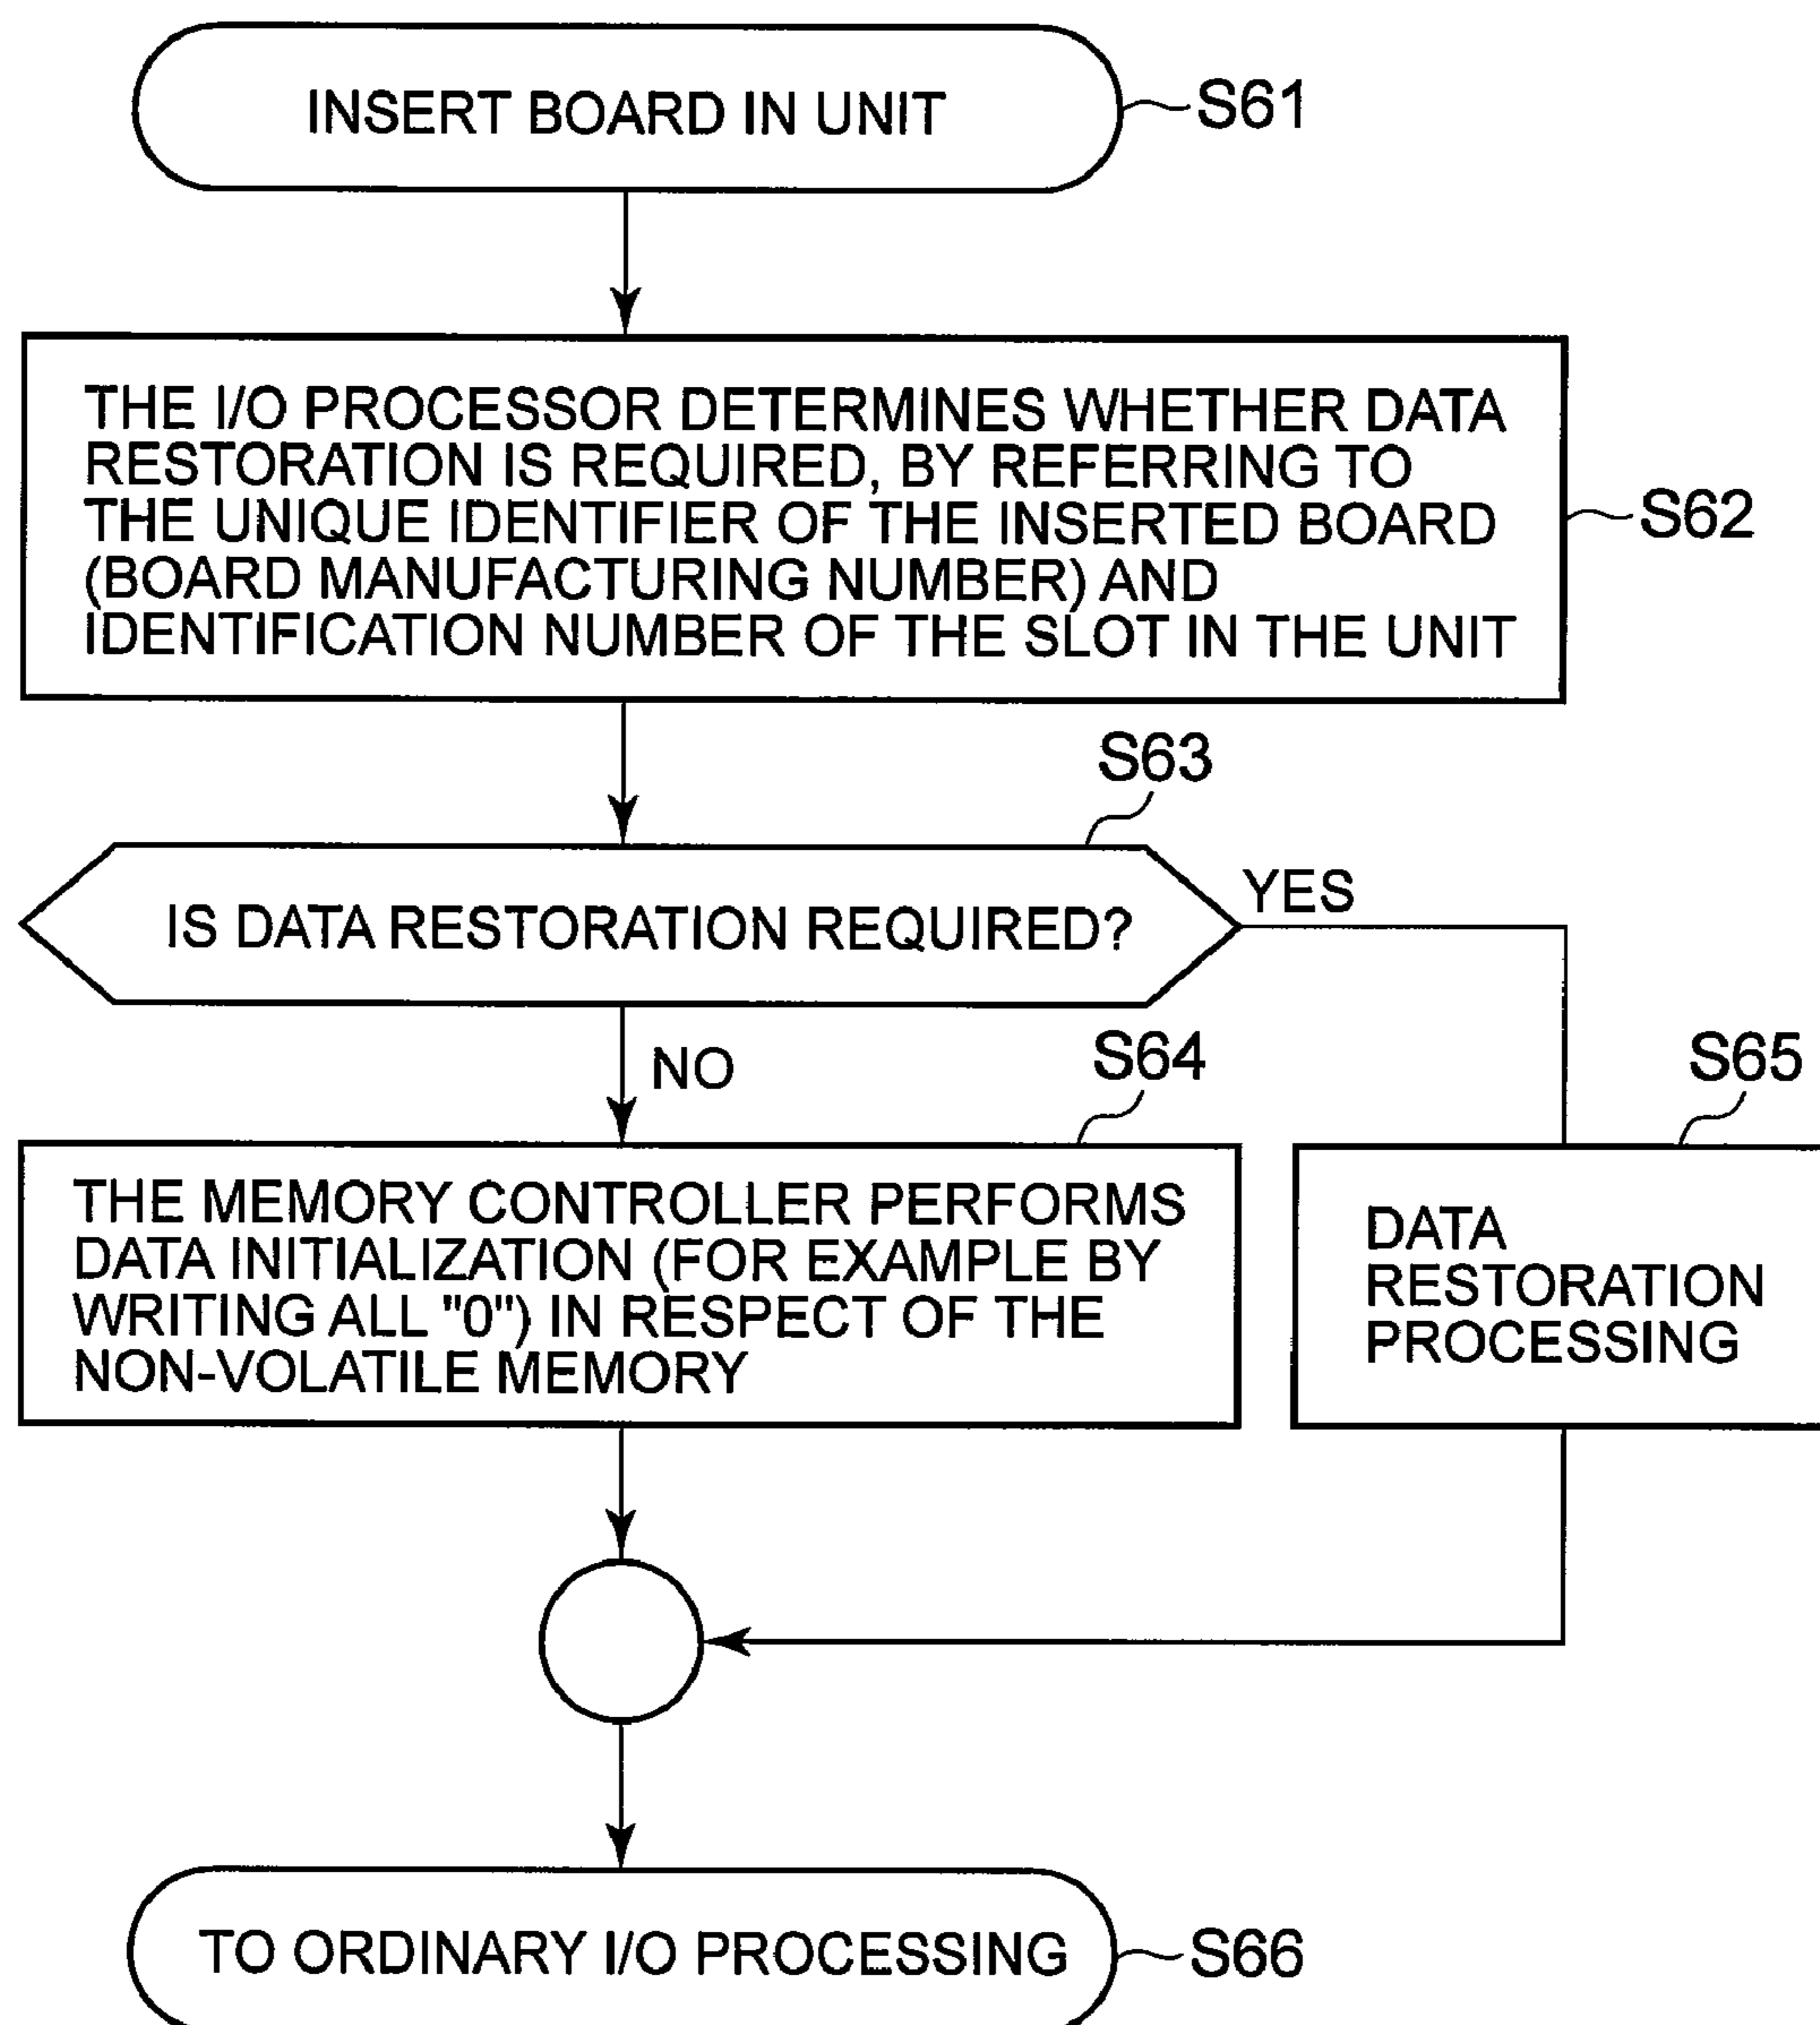 INSERT BOARD IN UNIT
S61
THE I/O PROCESSOR DETERMINES WHETHER DATA
RESTORATION IS REQUIRED, BY REFERRING TO
THE UNIQUE IDENTIFIER OF THE INSERTED BOARD
(BOARD MANUFACTURING NUMBER) AND
IDENTIFICATION NUMBER OF THE SLOT IN THE UNIT
S62
S63
IS DATA RESTORATION REQUIRED?
YES
NO
S64
THE MEMORY CONTROLLER PERFORMS
DATA INITIALIZATION (FOR EXAMPLE BY
WRITING ALL "0") IN RESPECT OF THE
NON-VOLATILE MEMORY
S65
DATA
RESTORATION
PROCESSING
TO ORDINARY I/O PROCESSING
S66